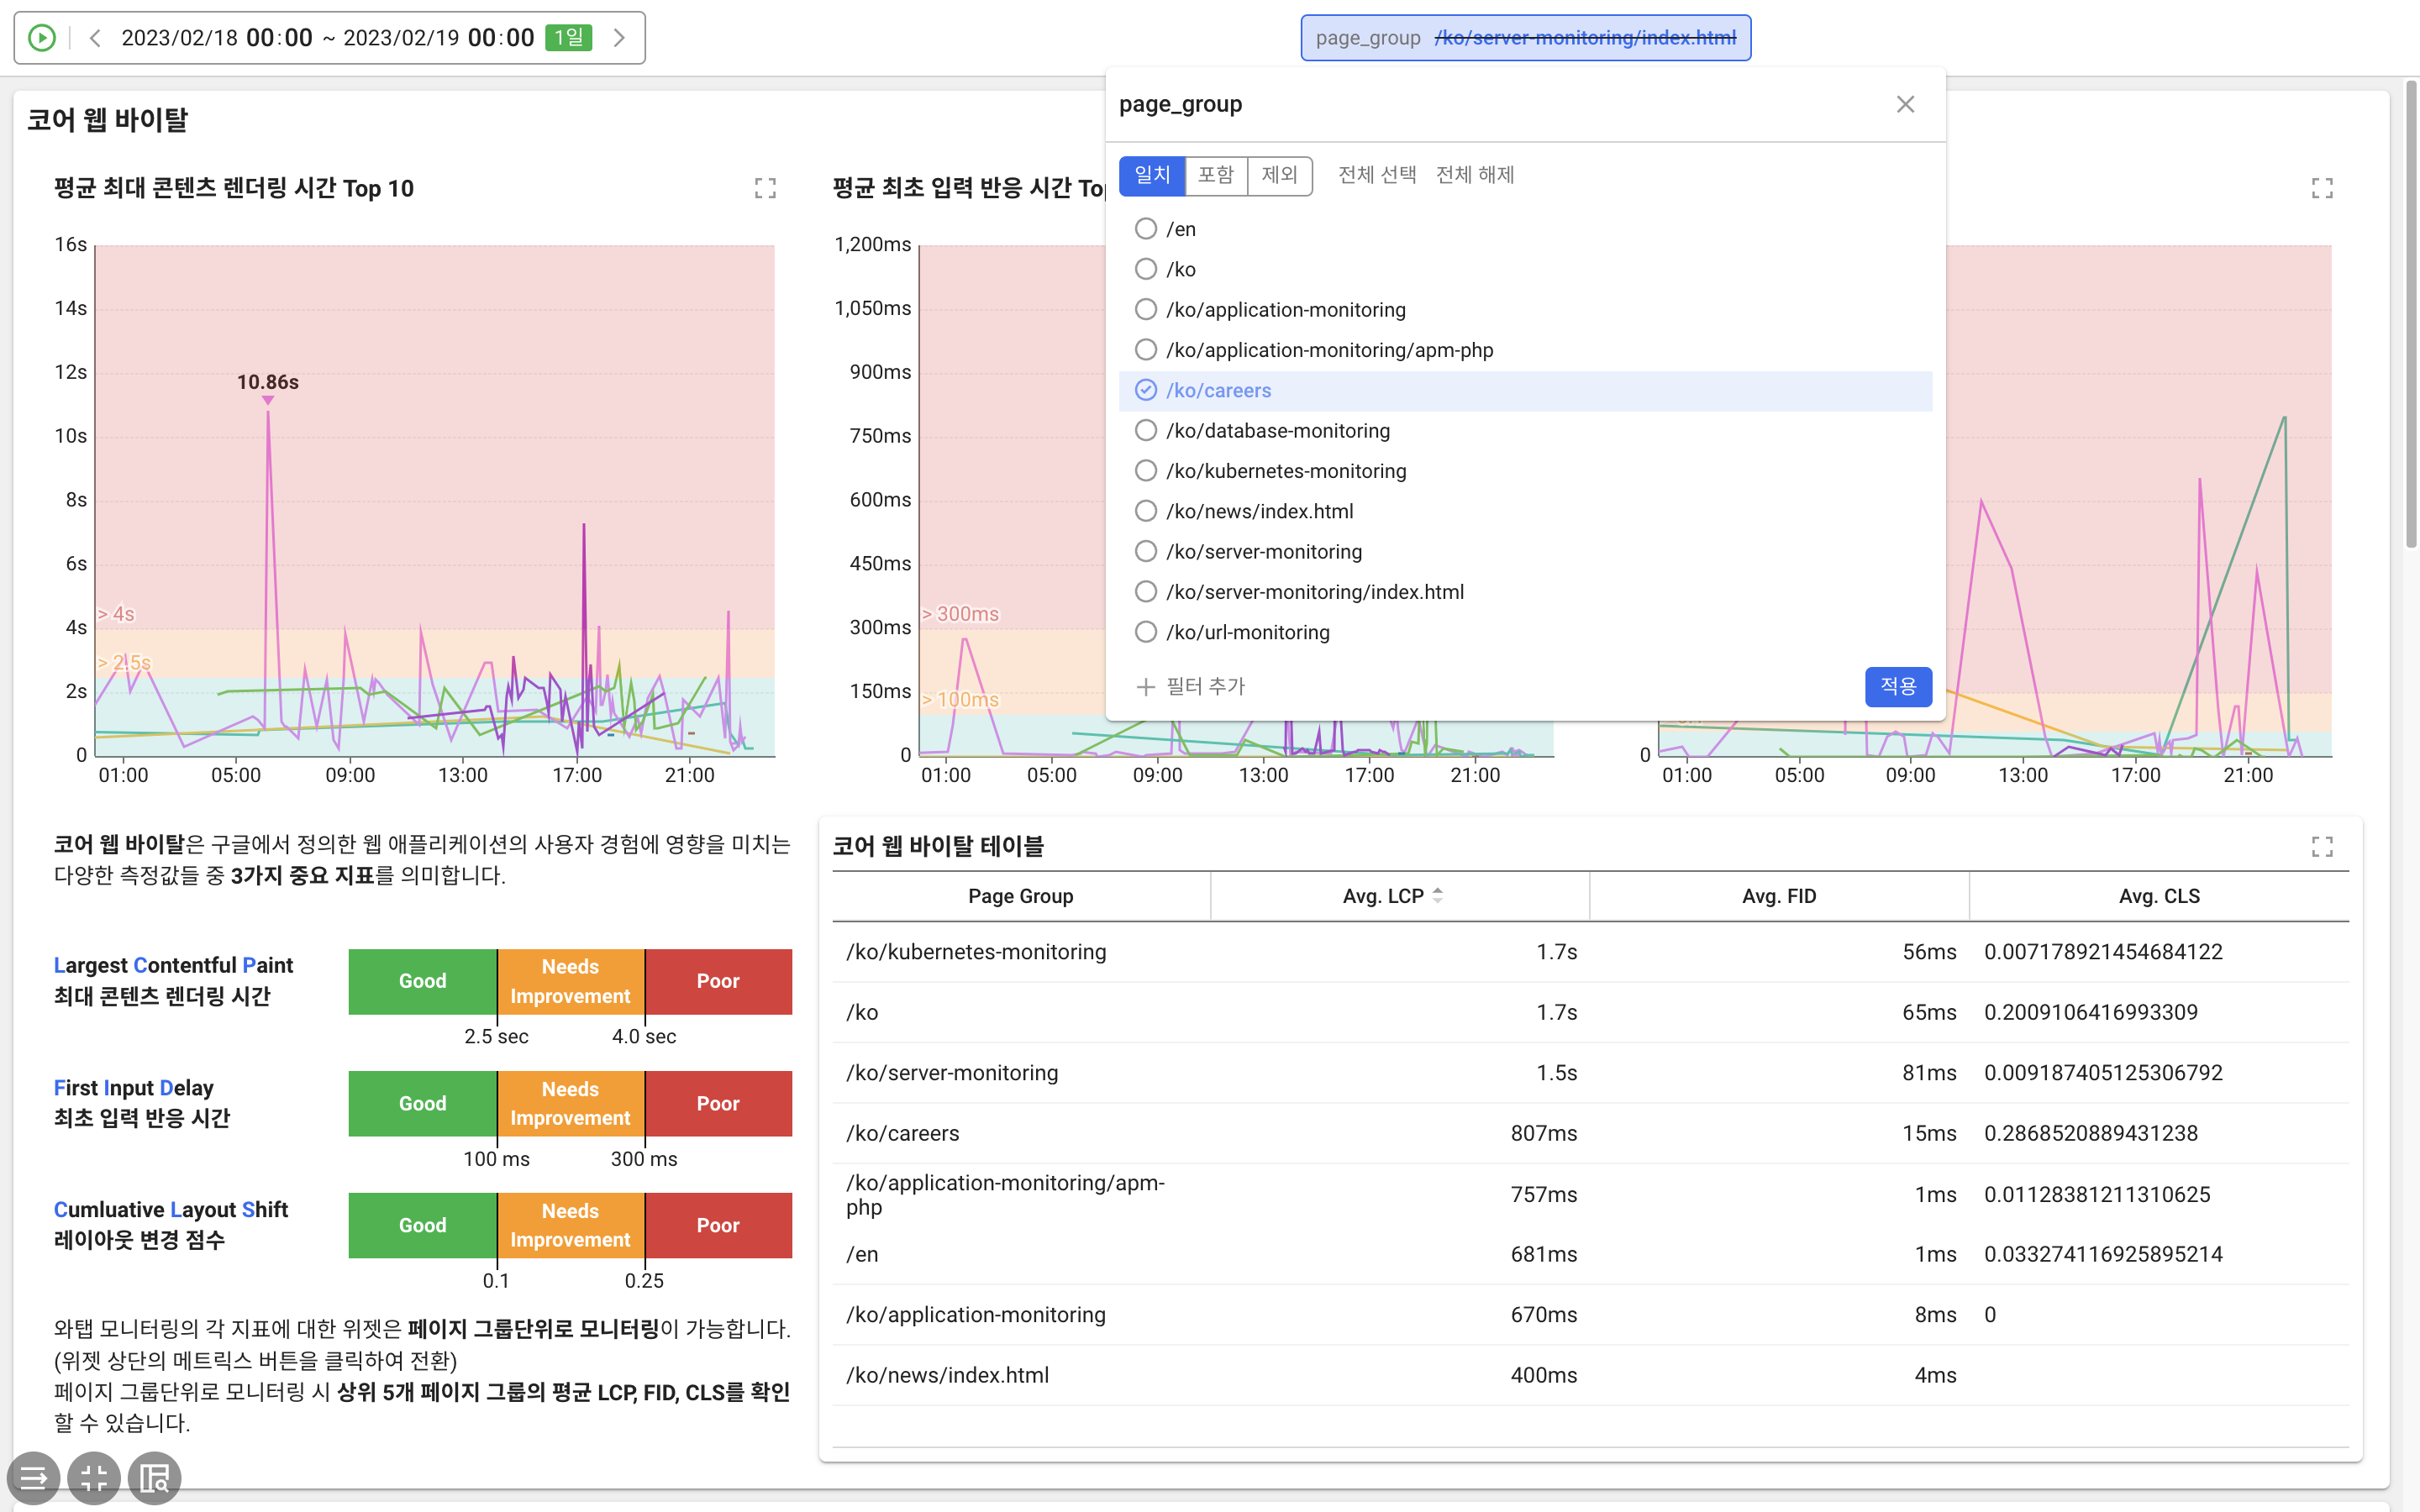 2023/02/18 00:00 ~ 2023/02/19 00:00 1일
page_group /ko/server-monitoring/index.html
코어 웹 바이탈
평균 최대 콘텐츠 렌더링 시간 Top 10
16s
14s
12s
10s
8s
6s
4s
2s
0
10.86s
> 4s
> 2.5s
01:00 05:00 09:00 13:00 17:00 21:00
평균 최초 입력 반응 시간
1,200ms
1,050ms
900ms
750ms
600ms
450ms
300ms
150ms
0
> 300ms
> 100ms
01:00 05:00 09:00 13:00 17:00 21:00
page_group
일치 포함 제외 전체 선택 전체 해제
/en
/ko
/ko/application-monitoring
/ko/application-monitoring/apm-php
/ko/careers
/ko/database-monitoring
/ko/kubernetes-monitoring
/ko/news/index.html
/ko/server-monitoring
/ko/server-monitoring/index.html
/ko/url-monitoring
필터 추가
적용
0
01:00 05:00 09:00 13:00 17:00 21:00
코어 웹 바이탈은 구글에서 정의한 웹 애플리케이션의 사용자 경험에 영향을 미치는
다양한 측정값들 중 3가지 중요 지표를 의미합니다.
Largest Contentful Paint
최대 콘텐츠 렌더링 시간
Good
Needs
Improvement
Poor
2.5 sec 4.0 sec
First Input Delay
최초 입력 반응 시간
Good
Needs
Improvement
Poor
100 ms 300 ms
Cumluative Layout Shift
레이아웃 변경 점수
Good
Needs
Improvement
Poor
0.1 0.25
와탭 모니터링의 각 지표에 대한 위젯은 페이지 그룹단위로 모니터링이 가능합니다.
(위젯 상단의 메트릭스 버튼을 클릭하여 전환)
페이지 그룹단위로 모니터링 시 상위 5개 페이지 그룹의 평균 LCP, FID, CLS를 확인
할 수 있습니다.
코어 웹 바이탈 테이블
Page Group Avg. LCP Avg. FID Avg. CLS
/ko/kubernetes-monitoring 1.7s 56ms 0.007178921454684122
/ko 1.7s 65ms 0.2009106416993309
/ko/server-monitoring 1.5s 81ms 0.009187405125306792
/ko/careers 807ms 15ms 0.2868520889431238
/ko/application-monitoring/apm-
php 757ms 1ms 0.01128381211310625
/en 681ms 1ms 0.033274116925895214
/ko/application-monitoring 670ms 8ms 0
/ko/news/index.html 400ms 4ms